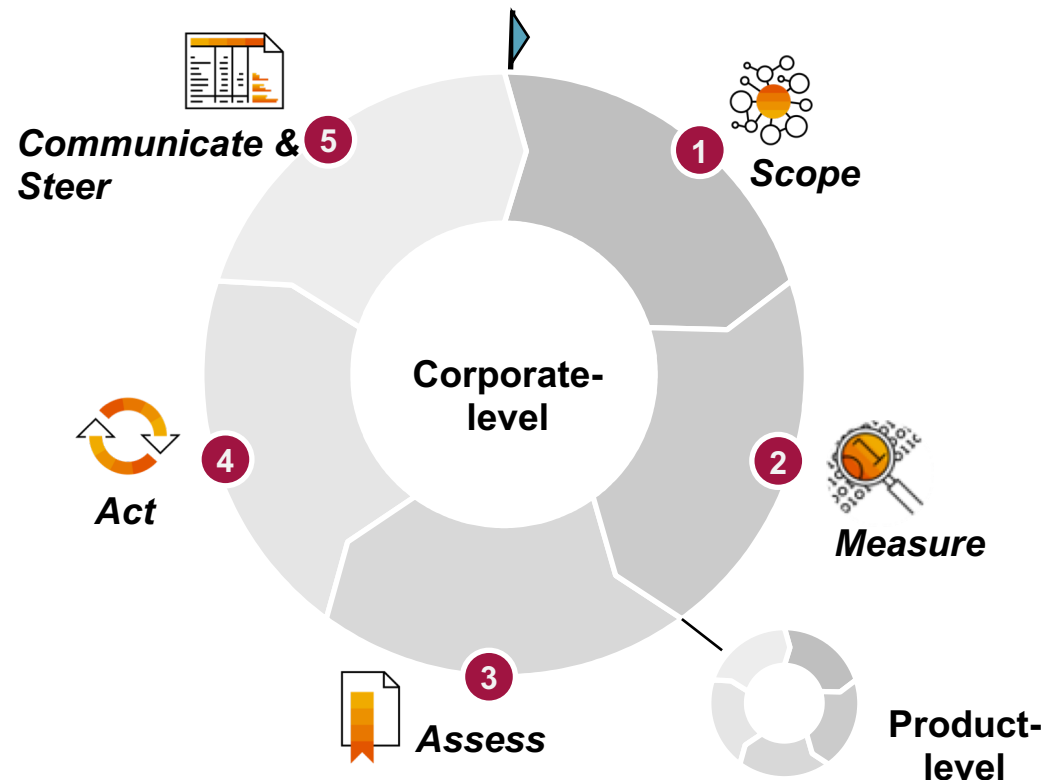 1
Scope
2
Measure
3
Assess
4
Act
5
Communicate &
Steer
Corporate-
level
Product-
level